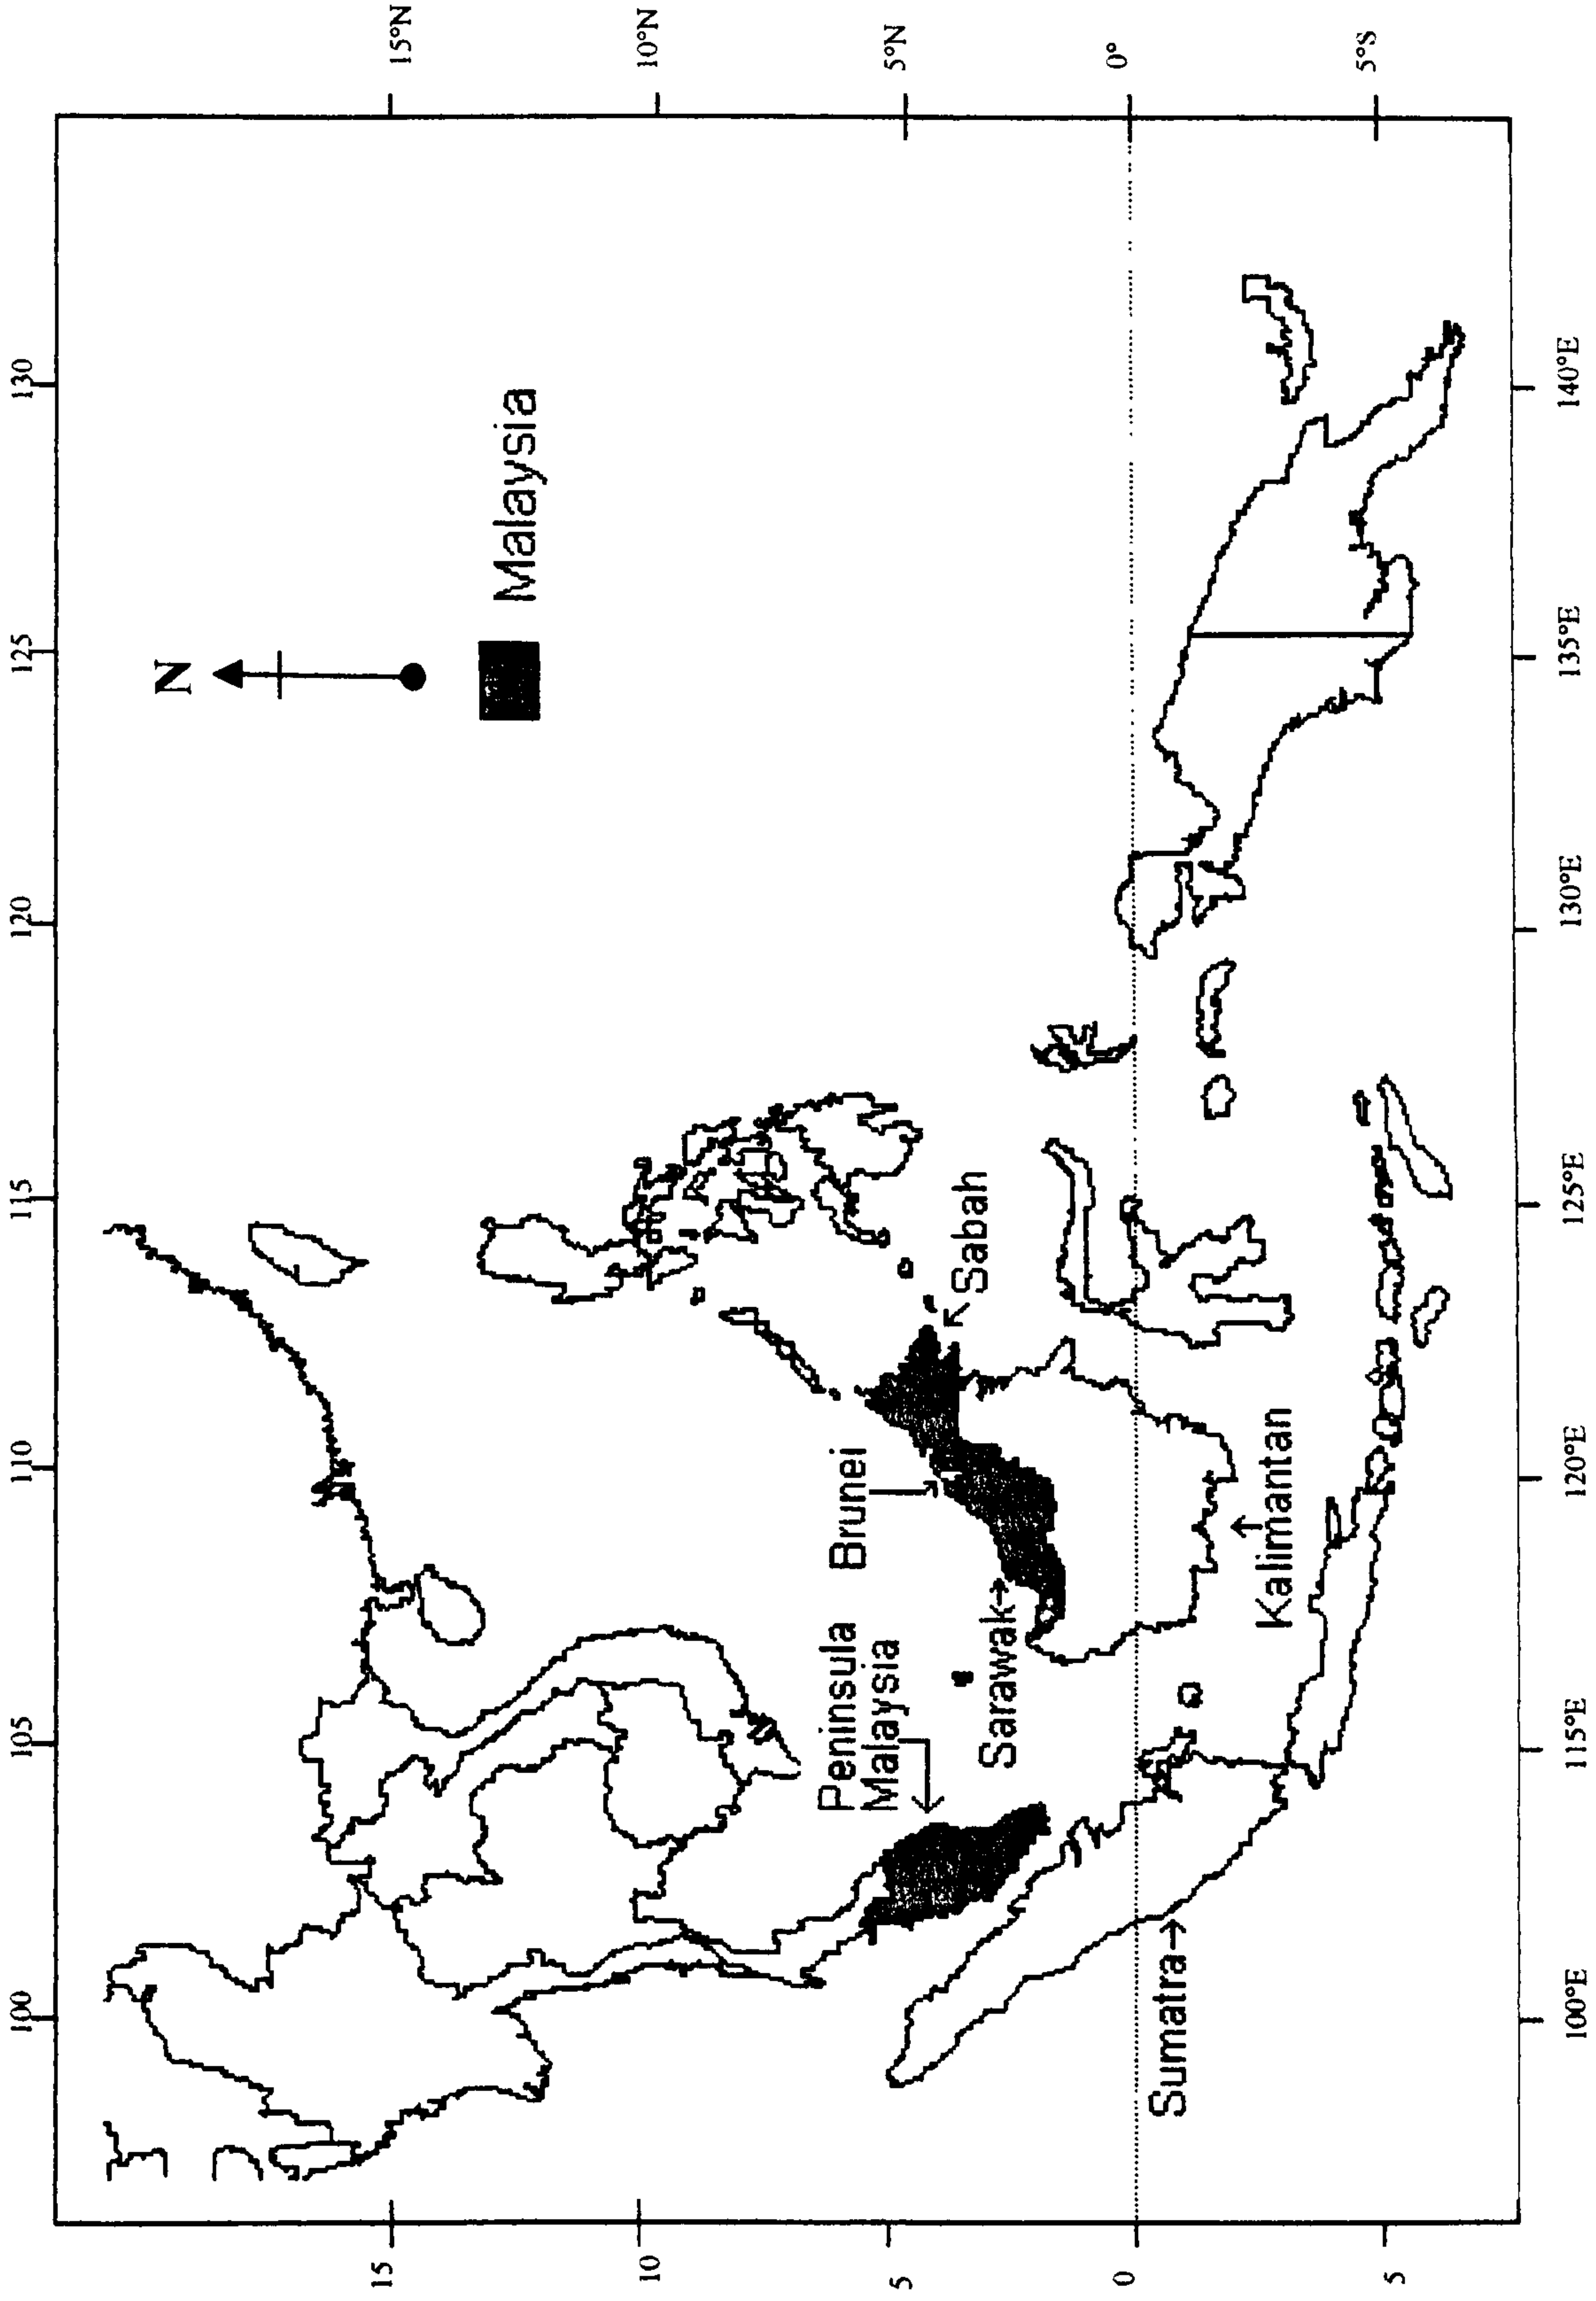 100 105 110 115 120 125 130
N
15 15°N
Malaysia
10 10°N
Peninsula
Malaysia
Brunei
5 5°N
Sarawak
Sabah
0 0°
Sumatra
Kalimantan
5 5°S
100°E 115°E 120°E 125°E 130°E 135°E 140°E